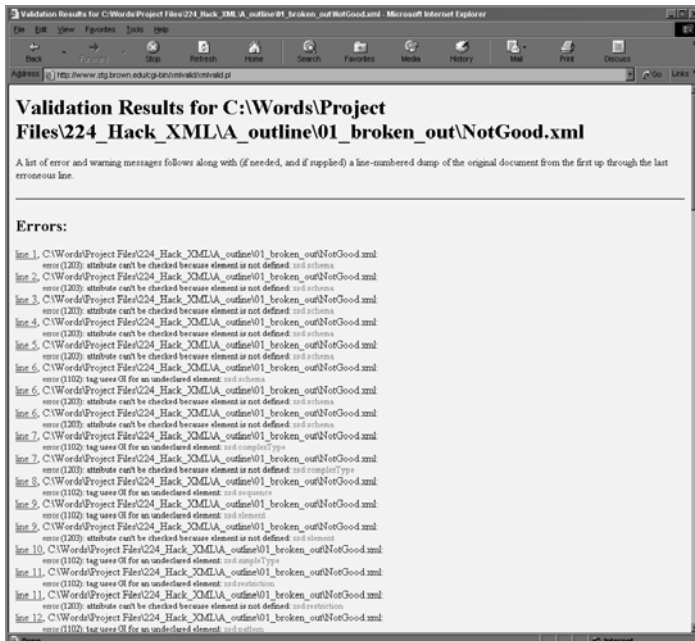 Validation Results for C:\Words\Project Files\224_Hack_XML\A_outline\01_broken_out\NotGood.xml - Microsoft Internet Explorer
File Edit View Favorites Tools Help
Back Forward Stop Refresh Home Search Favorites Media History Mail Print Discuss
Address http://www.stg.brown.edu/cgi-bin/xmlvalid/xmlvalid.pl Go Links
Validation Results for C:\Words\Project
Files\224_Hack_XML\A_outline\01_broken_out\NotGood.xml
A list of error and warning messages follows along with (if needed, and if supplied) a line-numbered dump of the original document from the first up through the last
erroneous line.
Errors:
line 1, C:\Words\Project Files\224_Hack_XML\A_outline\01_broken_out\NotGood.xml:
error (1203): attribute can't be checked because element is not defined: xsd:schema
line 2, C:\Words\Project Files\224_Hack_XML\A_outline\01_broken_out\NotGood.xml:
error (1203): attribute can't be checked because element is not defined: xsd:schema
line 3, C:\Words\Project Files\224_Hack_XML\A_outline\01_broken_out\NotGood.xml:
error (1203): attribute can't be checked because element is not defined: xsd:schema
line 4, C:\Words\Project Files\224_Hack_XML\A_outline\01_broken_out\NotGood.xml:
error (1203): attribute can't be checked because element is not defined: xsd:schema
line 5, C:\Words\Project Files\224_Hack_XML\A_outline\01_broken_out\NotGood.xml:
error (1203): attribute can't be checked because element is not defined: xsd:schema
line 6, C:\Words\Project Files\224_Hack_XML\A_outline\01_broken_out\NotGood.xml:
error (1102): tag uses GI for an undeclared element: xsd:schema
line 6, C:\Words\Project Files\224_Hack_XML\A_outline\01_broken_out\NotGood.xml:
error (1203): attribute can't be checked because element is not defined: xsd:schema
line 6, C:\Words\Project Files\224_Hack_XML\A_outline\01_broken_out\NotGood.xml:
error (1203): attribute can't be checked because element is not defined: xsd:schema
line 7, C:\Words\Project Files\224_Hack_XML\A_outline\01_broken_out\NotGood.xml:
error (1102): tag uses GI for an undeclared element: xsd:complexType
line 7, C:\Words\Project Files\224_Hack_XML\A_outline\01_broken_out\NotGood.xml:
error (1203): attribute can't be checked because element is not defined: xsd:complexType
line 8, C:\Words\Project Files\224_Hack_XML\A_outline\01_broken_out\NotGood.xml:
error (1102): tag uses GI for an undeclared element: xsd:sequence
line 9, C:\Words\Project Files\224_Hack_XML\A_outline\01_broken_out\NotGood.xml:
error (1102): tag uses GI for an undeclared element: xsd:element
line 9, C:\Words\Project Files\224_Hack_XML\A_outline\01_broken_out\NotGood.xml:
error (1203): attribute can't be checked because element is not defined: xsd:element
line 10, C:\Words\Project Files\224_Hack_XML\A_outline\01_broken_out\NotGood.xml:
error (1102): tag uses GI for an undeclared element: xsd:simpleType
line 11, C:\Words\Project Files\224_Hack_XML\A_outline\01_broken_out\NotGood.xml:
error (1102): tag uses GI for an undeclared element: xsd:restriction
line 11, C:\Words\Project Files\224_Hack_XML\A_outline\01_broken_out\NotGood.xml:
error (1203): attribute can't be checked because element is not defined: xsd:restriction
line 12, C:\Words\Project Files\224_Hack_XML\A_outline\01_broken_out\NotGood.xml:
error (1102): tag uses GI for an undeclared element: xsd:pattern
Done Internet